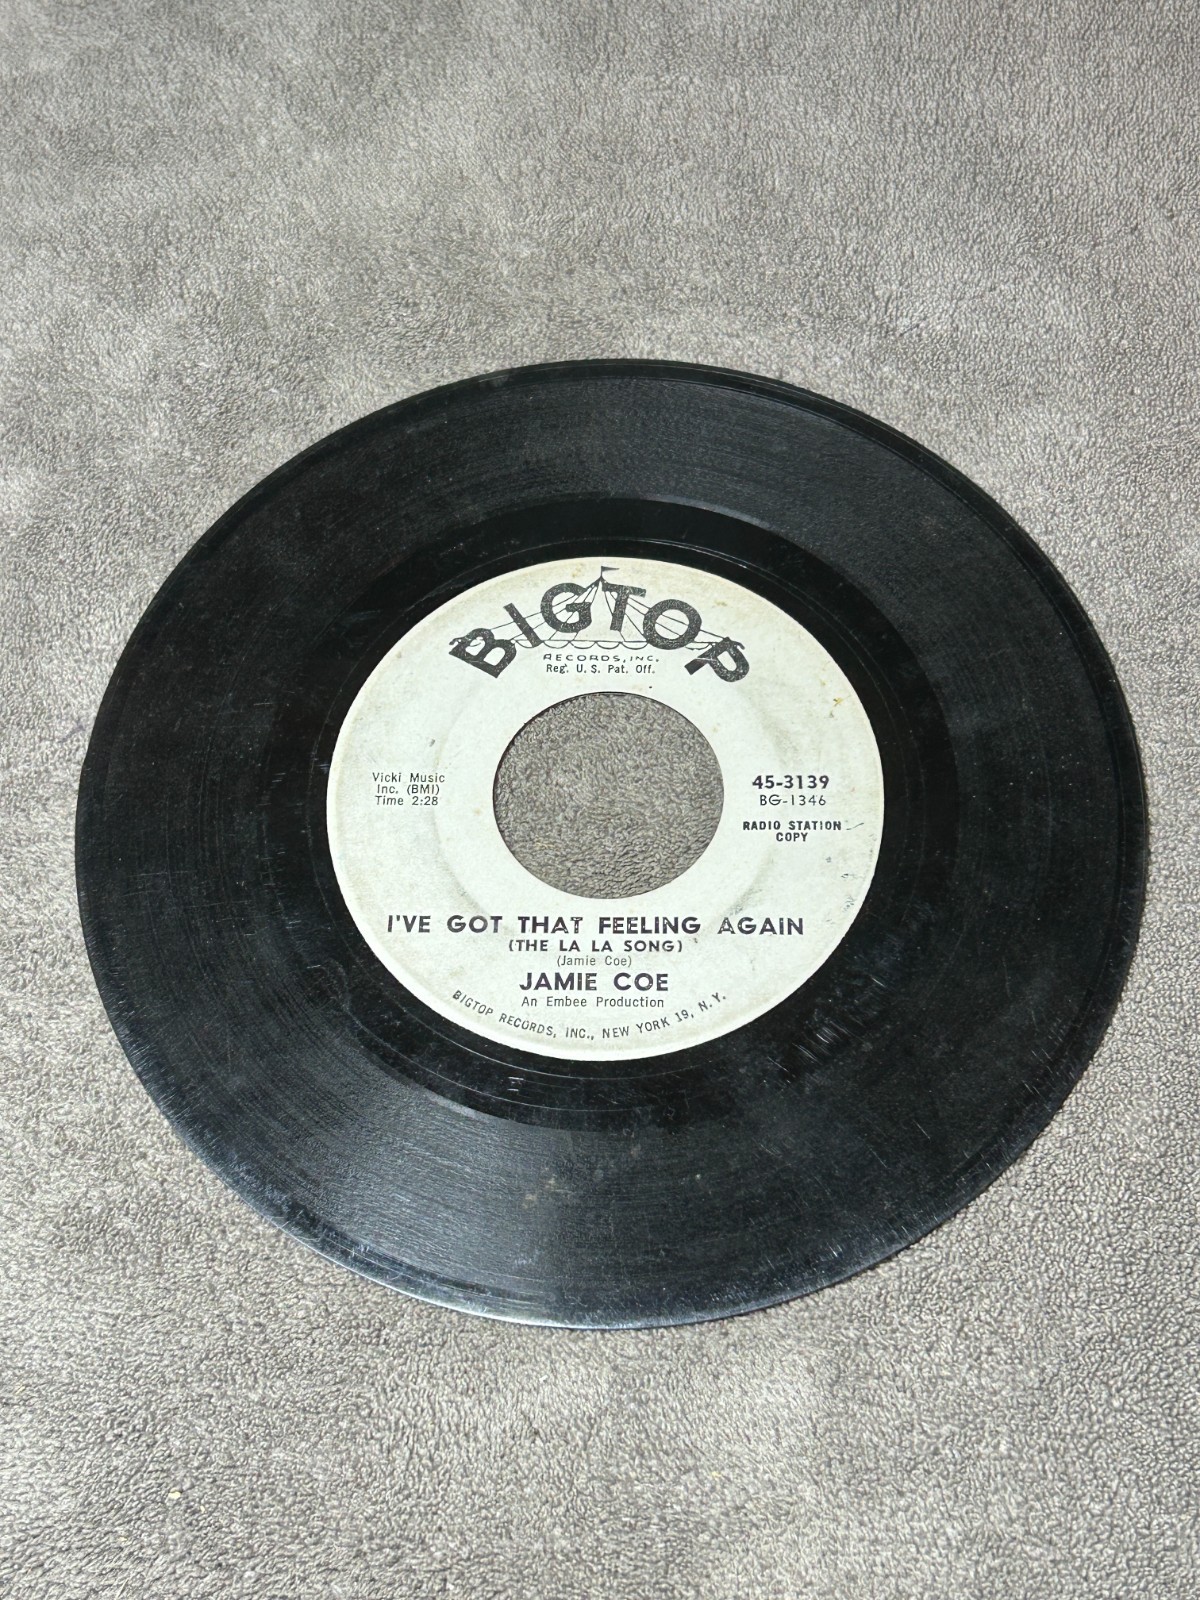 BIGTOP
RECORDS, INC.
Reg. U. S. Pat. Off.
Vicki Music
Inc. (BMI)
Time 2:28
45-3139
BG-1346
RADIO STATION
COPY
I'VE GOT THAT FEELING AGAIN
(THE LA LA SONG)
(Jamie Coe)
JAMIE COE
An Embee Production
BIGTOP RECORDS, INC., NEW YORK 19, N. Y.